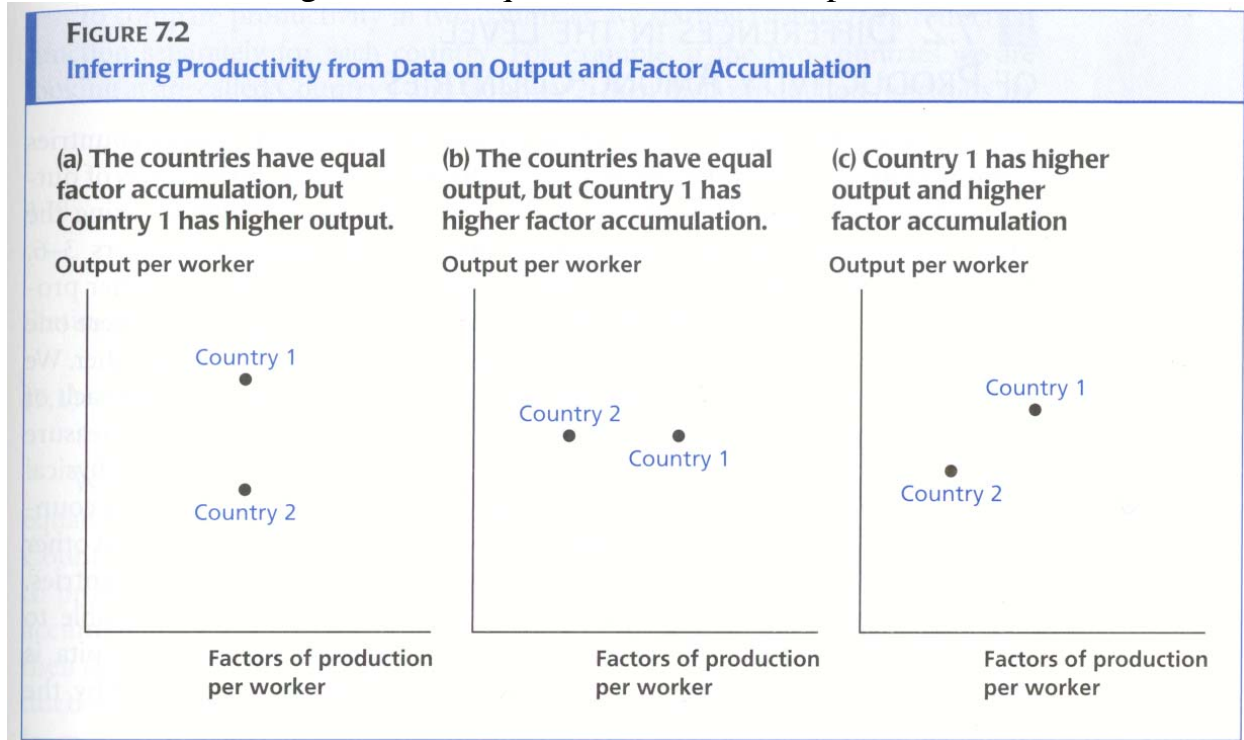 FIGURE 7.2
Inferring Productivity from Data on Output and Factor Accumulation
(a) The countries have equal
factor accumulation, but
Country 1 has higher output.
Output per worker
Country 1
Country 2
Factors of production
per worker
(b) The countries have equal
output, but Country 1 has
higher factor accumulation.
Output per worker
Country 2
Country 1
Factors of production
per worker
(c) Country 1 has higher
output and higher
factor accumulation
Output per worker
Country 1
Country 2
Factors of production
per worker